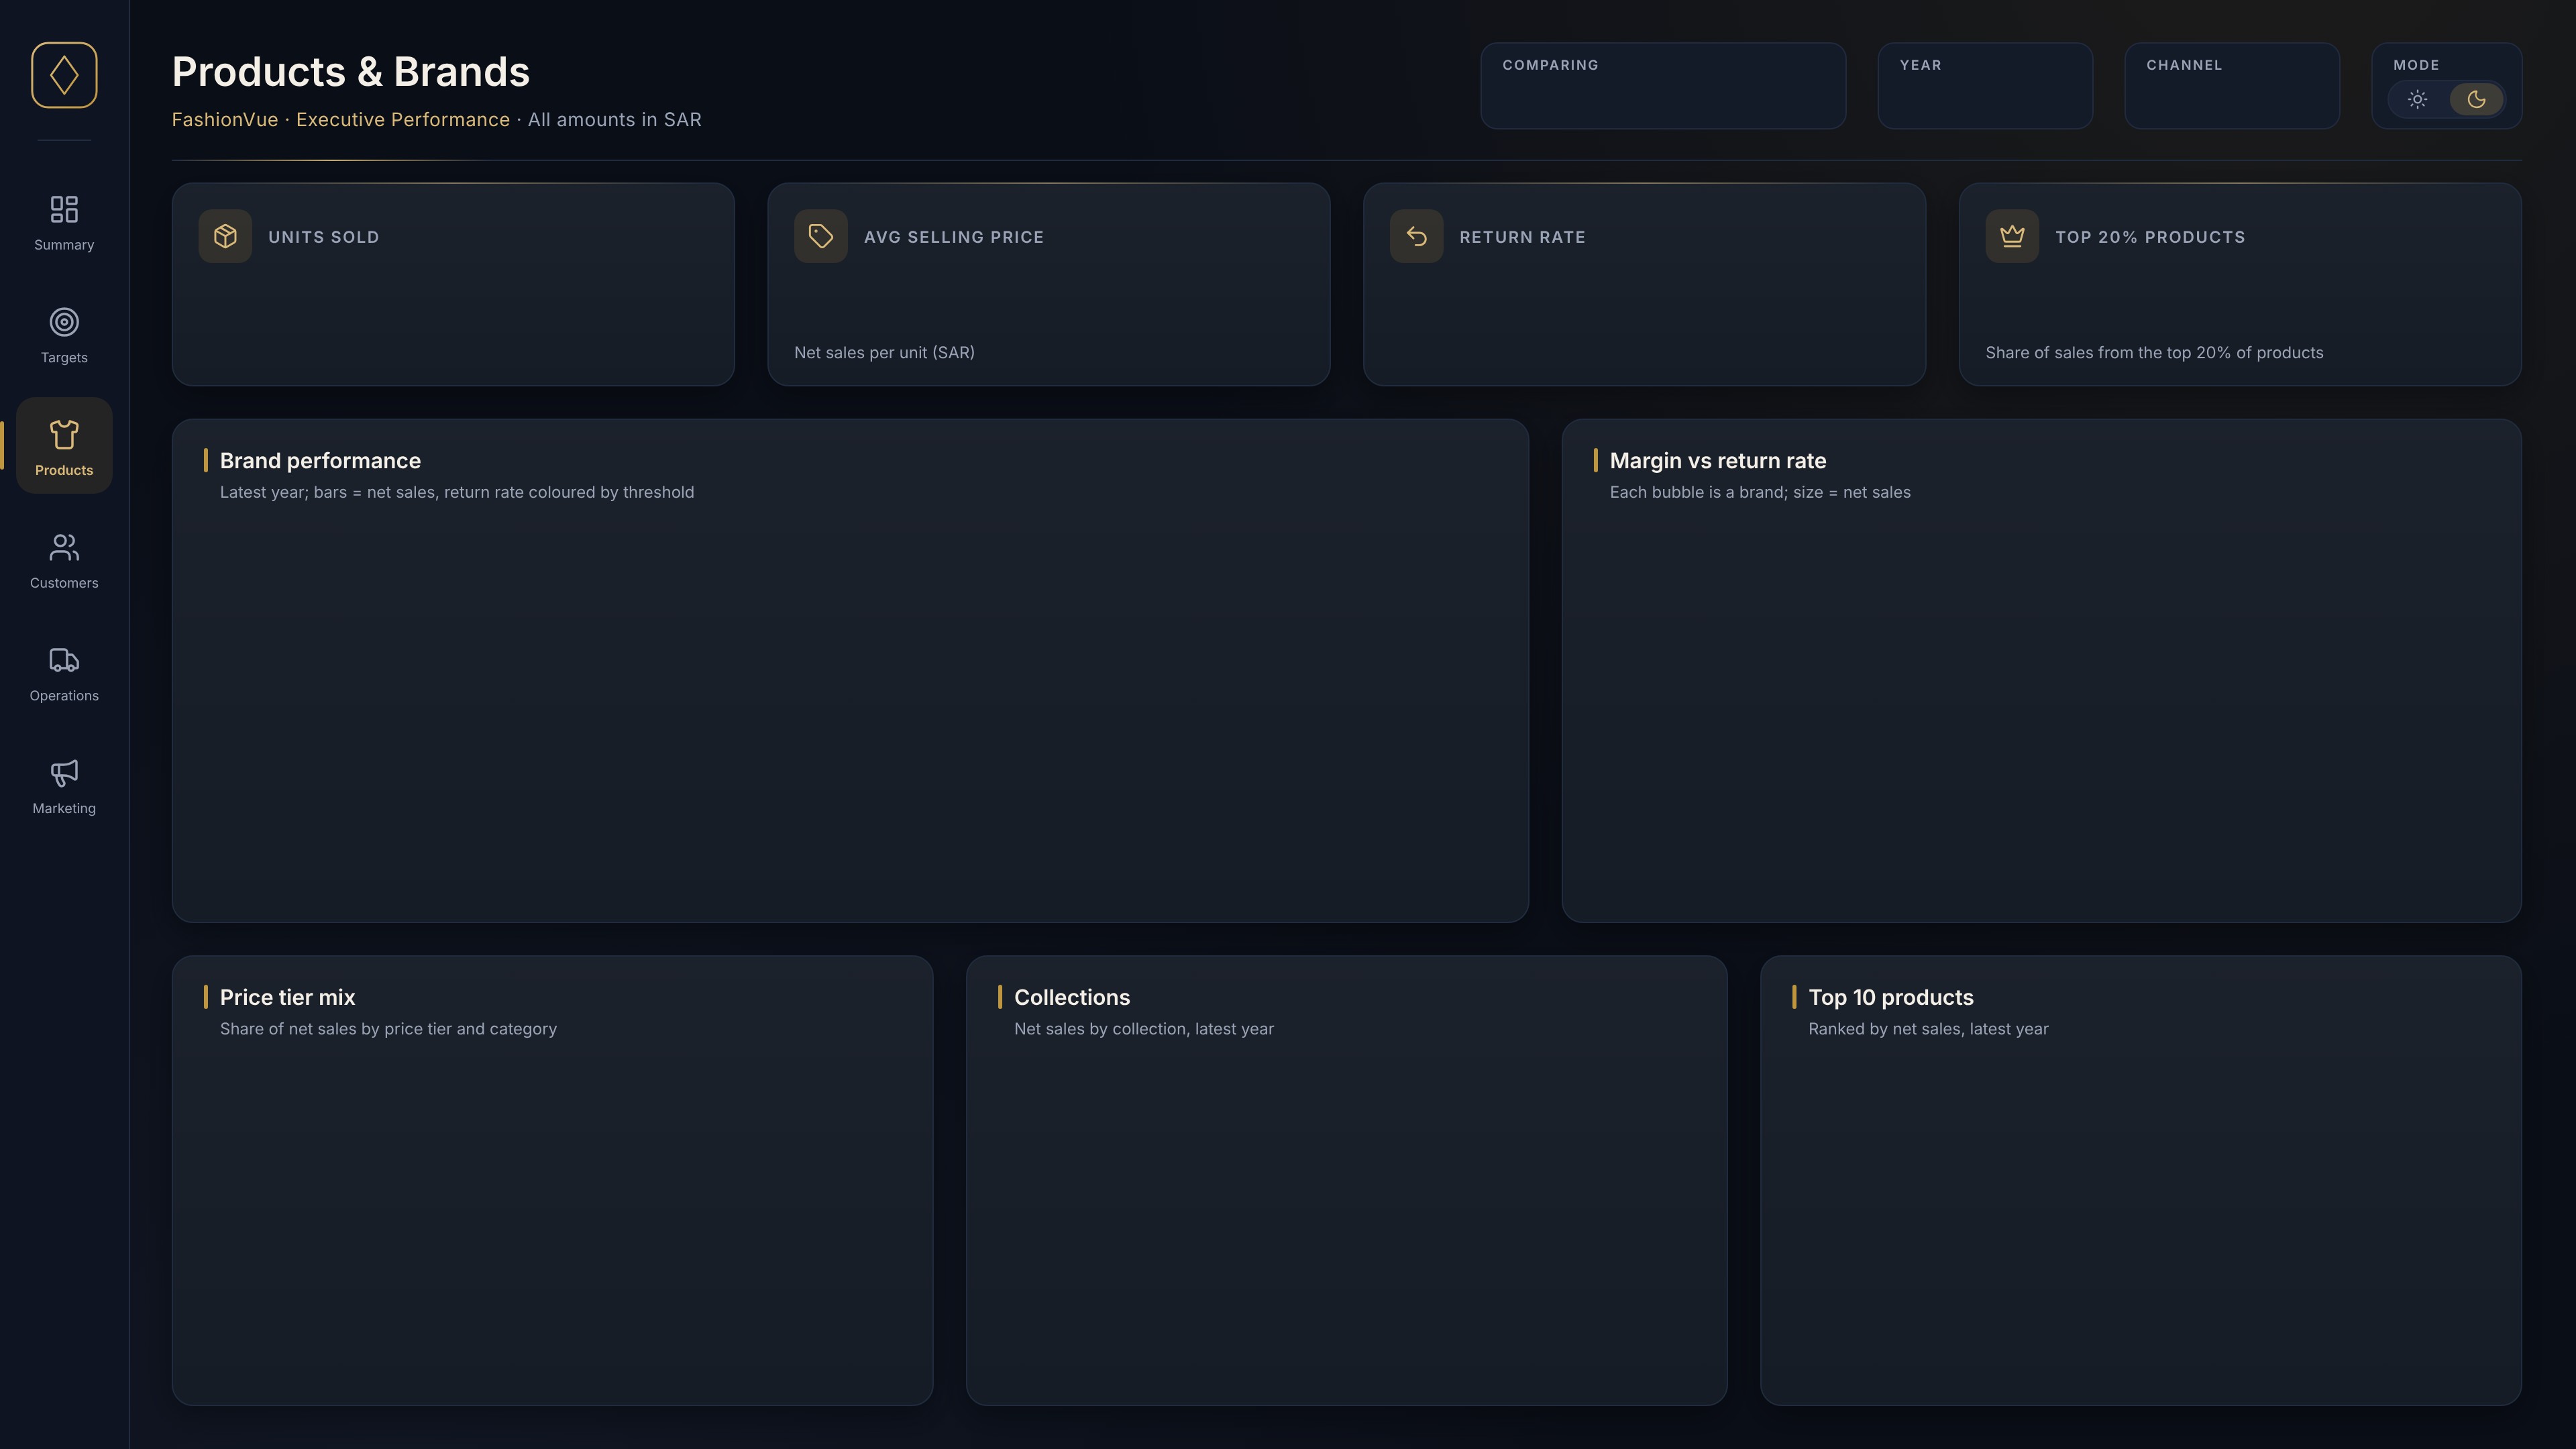 Products & Brands
FashionVue · Executive Performance · All amounts in SAR
COMPARING
YEAR
CHANNEL
MODE
Summary
Targets
Products
Customers
Operations
Marketing
UNITS SOLD
AVG SELLING PRICE
Net sales per unit (SAR)
RETURN RATE
TOP 20% PRODUCTS
Share of sales from the top 20% of products
Brand performance
Latest year; bars = net sales, return rate coloured by threshold
Margin vs return rate
Each bubble is a brand; size = net sales
Price tier mix
Share of net sales by price tier and category
Collections
Net sales by collection, latest year
Top 10 products
Ranked by net sales, latest year